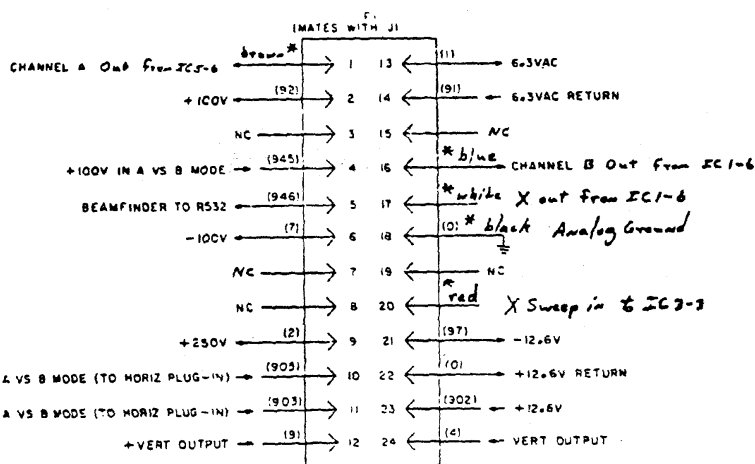 (MATES WITH J1
CHANNEL A Out from IC5-6 brown* 1 13 (1) 6.3VAC
+100V (92) 2 14 (91) 6.3VAC RETURN
NC 3 15 NC
+100V IN A VS B MODE (945) 4 16 * blue CHANNEL B Out from IC1-6
BEAMFINDER TO R532 (946) 5 17 * white X out from IC1-6
-100V (7) 6 18 (0) * black Analog Ground
NC 7 19 NC
NC 8 20 * red X Sweep in to IC3-3
+250V (2) 9 21 (97) -12.6V
A VS B MODE (TO HORIZ PLUG-IN) (905) 10 22 (0) +12.6V RETURN
A VS B MODE (TO HORIZ PLUG-IN) (903) 11 23 (902) +12.6V
+VERT OUTPUT (9) 12 24 (4) - VERT OUTPUT